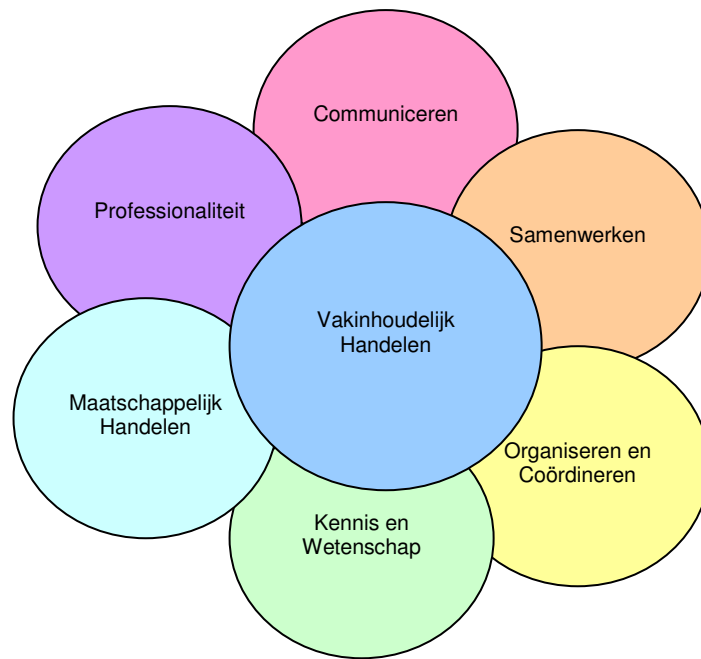 Communiceren
Professionaliteit
Samenwerken
Vakinhoudelijk
Handelen
Maatschappelijk
Handelen
Organiseren en
Coördineren
Kennis en
Wetenschap